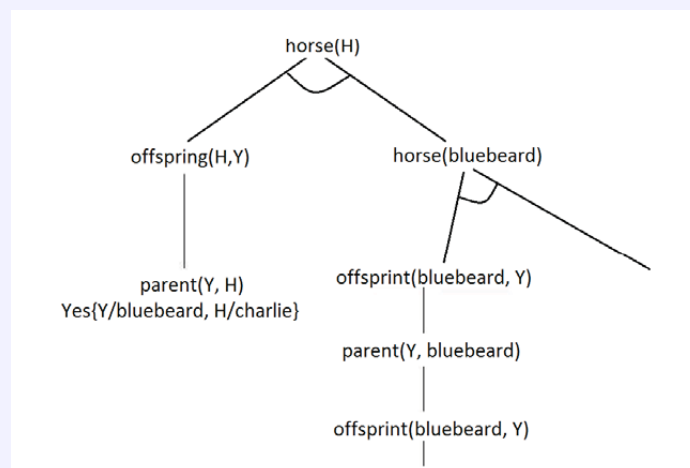 horse(H)
offspring(H,Y)
horse(bluebeard)
parent(Y, H)
Yes{Y/bluebeard, H/charlie}
offsprint(bluebeard, Y)
parent(Y, bluebeard)
offsprint(bluebeard, Y)